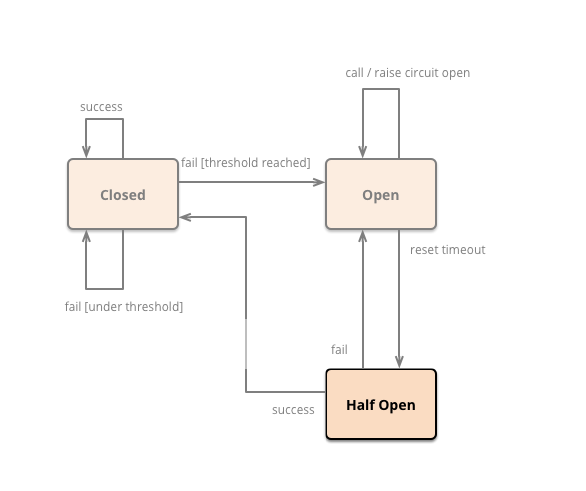 call / raise circuit open
success
fail [threshold reached]
Closed
Open
reset timeout
fail [under threshold]
fail
Half Open
success